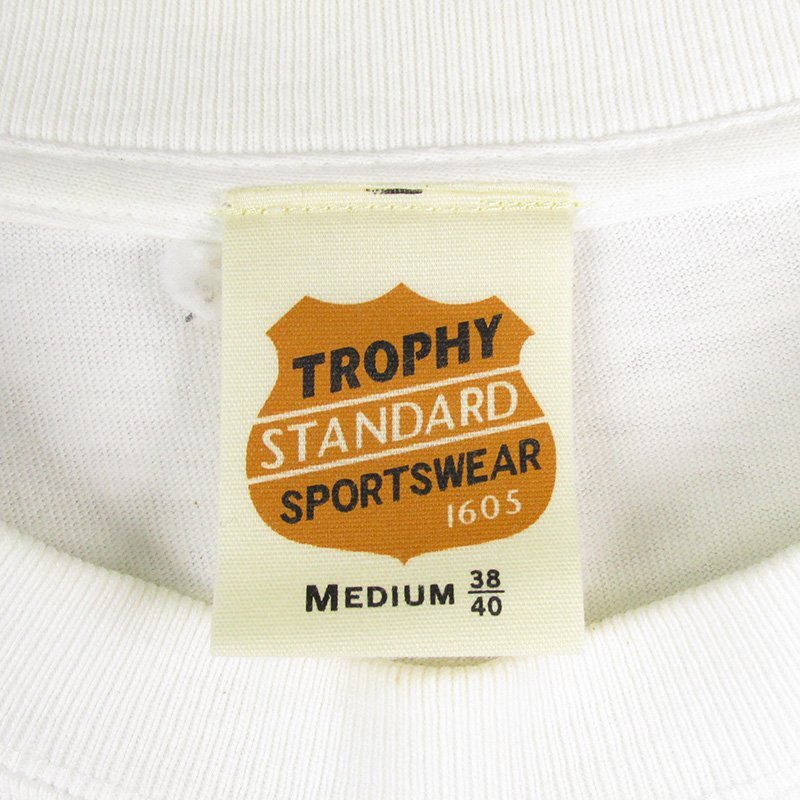 TROPHY
STANDARD
SPORTSWEAR
1605
MEDIUM 38/40